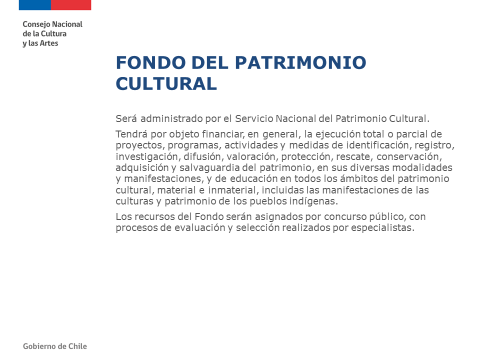 Consejo Nacional
de la Cultura
y las Artes
FONDO DEL PATRIMONIO
CULTURAL
Será administrado por el Servicio Nacional del Patrimonio Cultural.
Tendrá por objeto financiar, en general, la ejecución total o parcial de
proyectos, programas, actividades y medidas de identificación, registro,
investigación, difusión, valoración, protección, rescate, conservación,
adquisición y salvaguardia del patrimonio, en sus diversas modalidades
y manifestaciones, y de educación en todos los ámbitos del patrimonio
cultural, material e inmaterial, incluidas las manifestaciones de las
culturas y patrimonio de los pueblos indígenas.
Los recursos del Fondo serán asignados por concurso público, con
procesos de evaluación y selección realizados por especialistas.
Gobierno de Chile